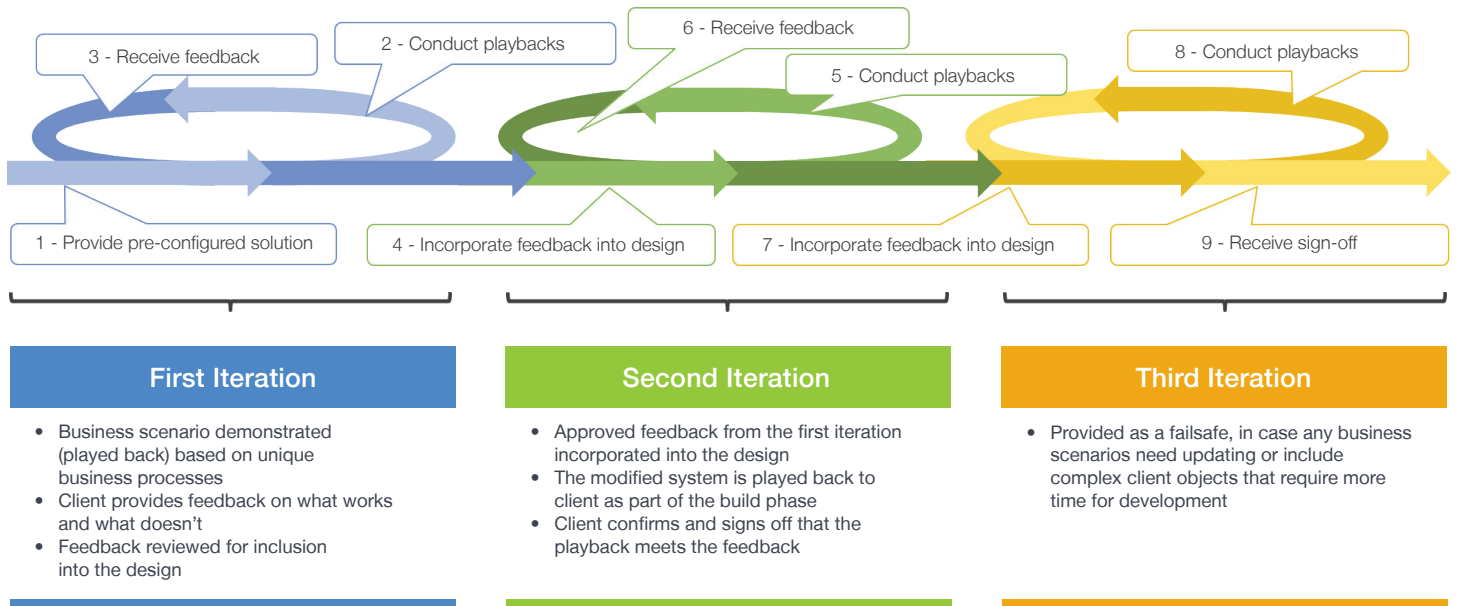 3 - Receive feedback
2 - Conduct playbacks
6 - Receive feedback
5 - Conduct playbacks
8 - Conduct playbacks
1 - Provide pre-configured solution
4 - Incorporate feedback into design
7 - Incorporate feedback into design
9 - Receive sign-off
First Iteration
• Business scenario demonstrated
(played back) based on unique
business processes
• Client provides feedback on what works
and what doesn’t
• Feedback reviewed for inclusion
into the design
Second Iteration
• Approved feedback from the first iteration
incorporated into the design
• The modified system is played back to
client as part of the build phase
• Client confirms and signs off that the
playback meets the feedback
Third Iteration
• Provided as a failsafe, in case any business
scenarios need updating or include
complex client objects that require more
time for development